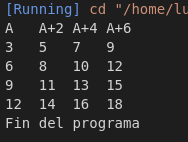 [Running] cd "/home/lu
A A+2 A+4 A+6
3 5 7 9
6 8 10 12
9 11 13 15
12 14 16 18
Fin del programa